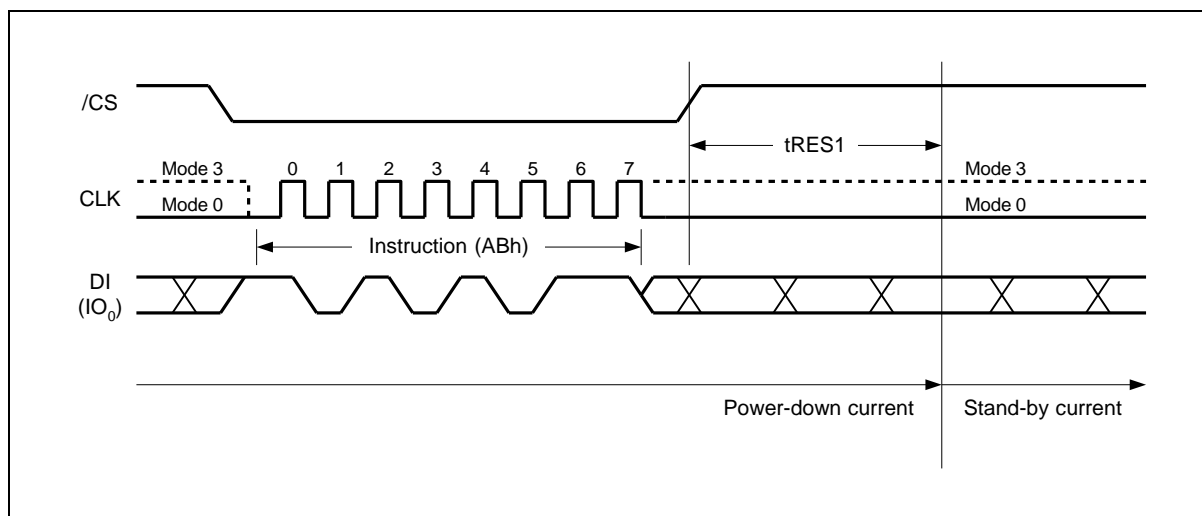 /CS
tRES1
Mode 3
0 1 2 3 4 5 6 7
Mode 3
CLK
Mode 0
Mode 0
Instruction (ABh)
DI
(IO₀)
Power-down current
Stand-by current